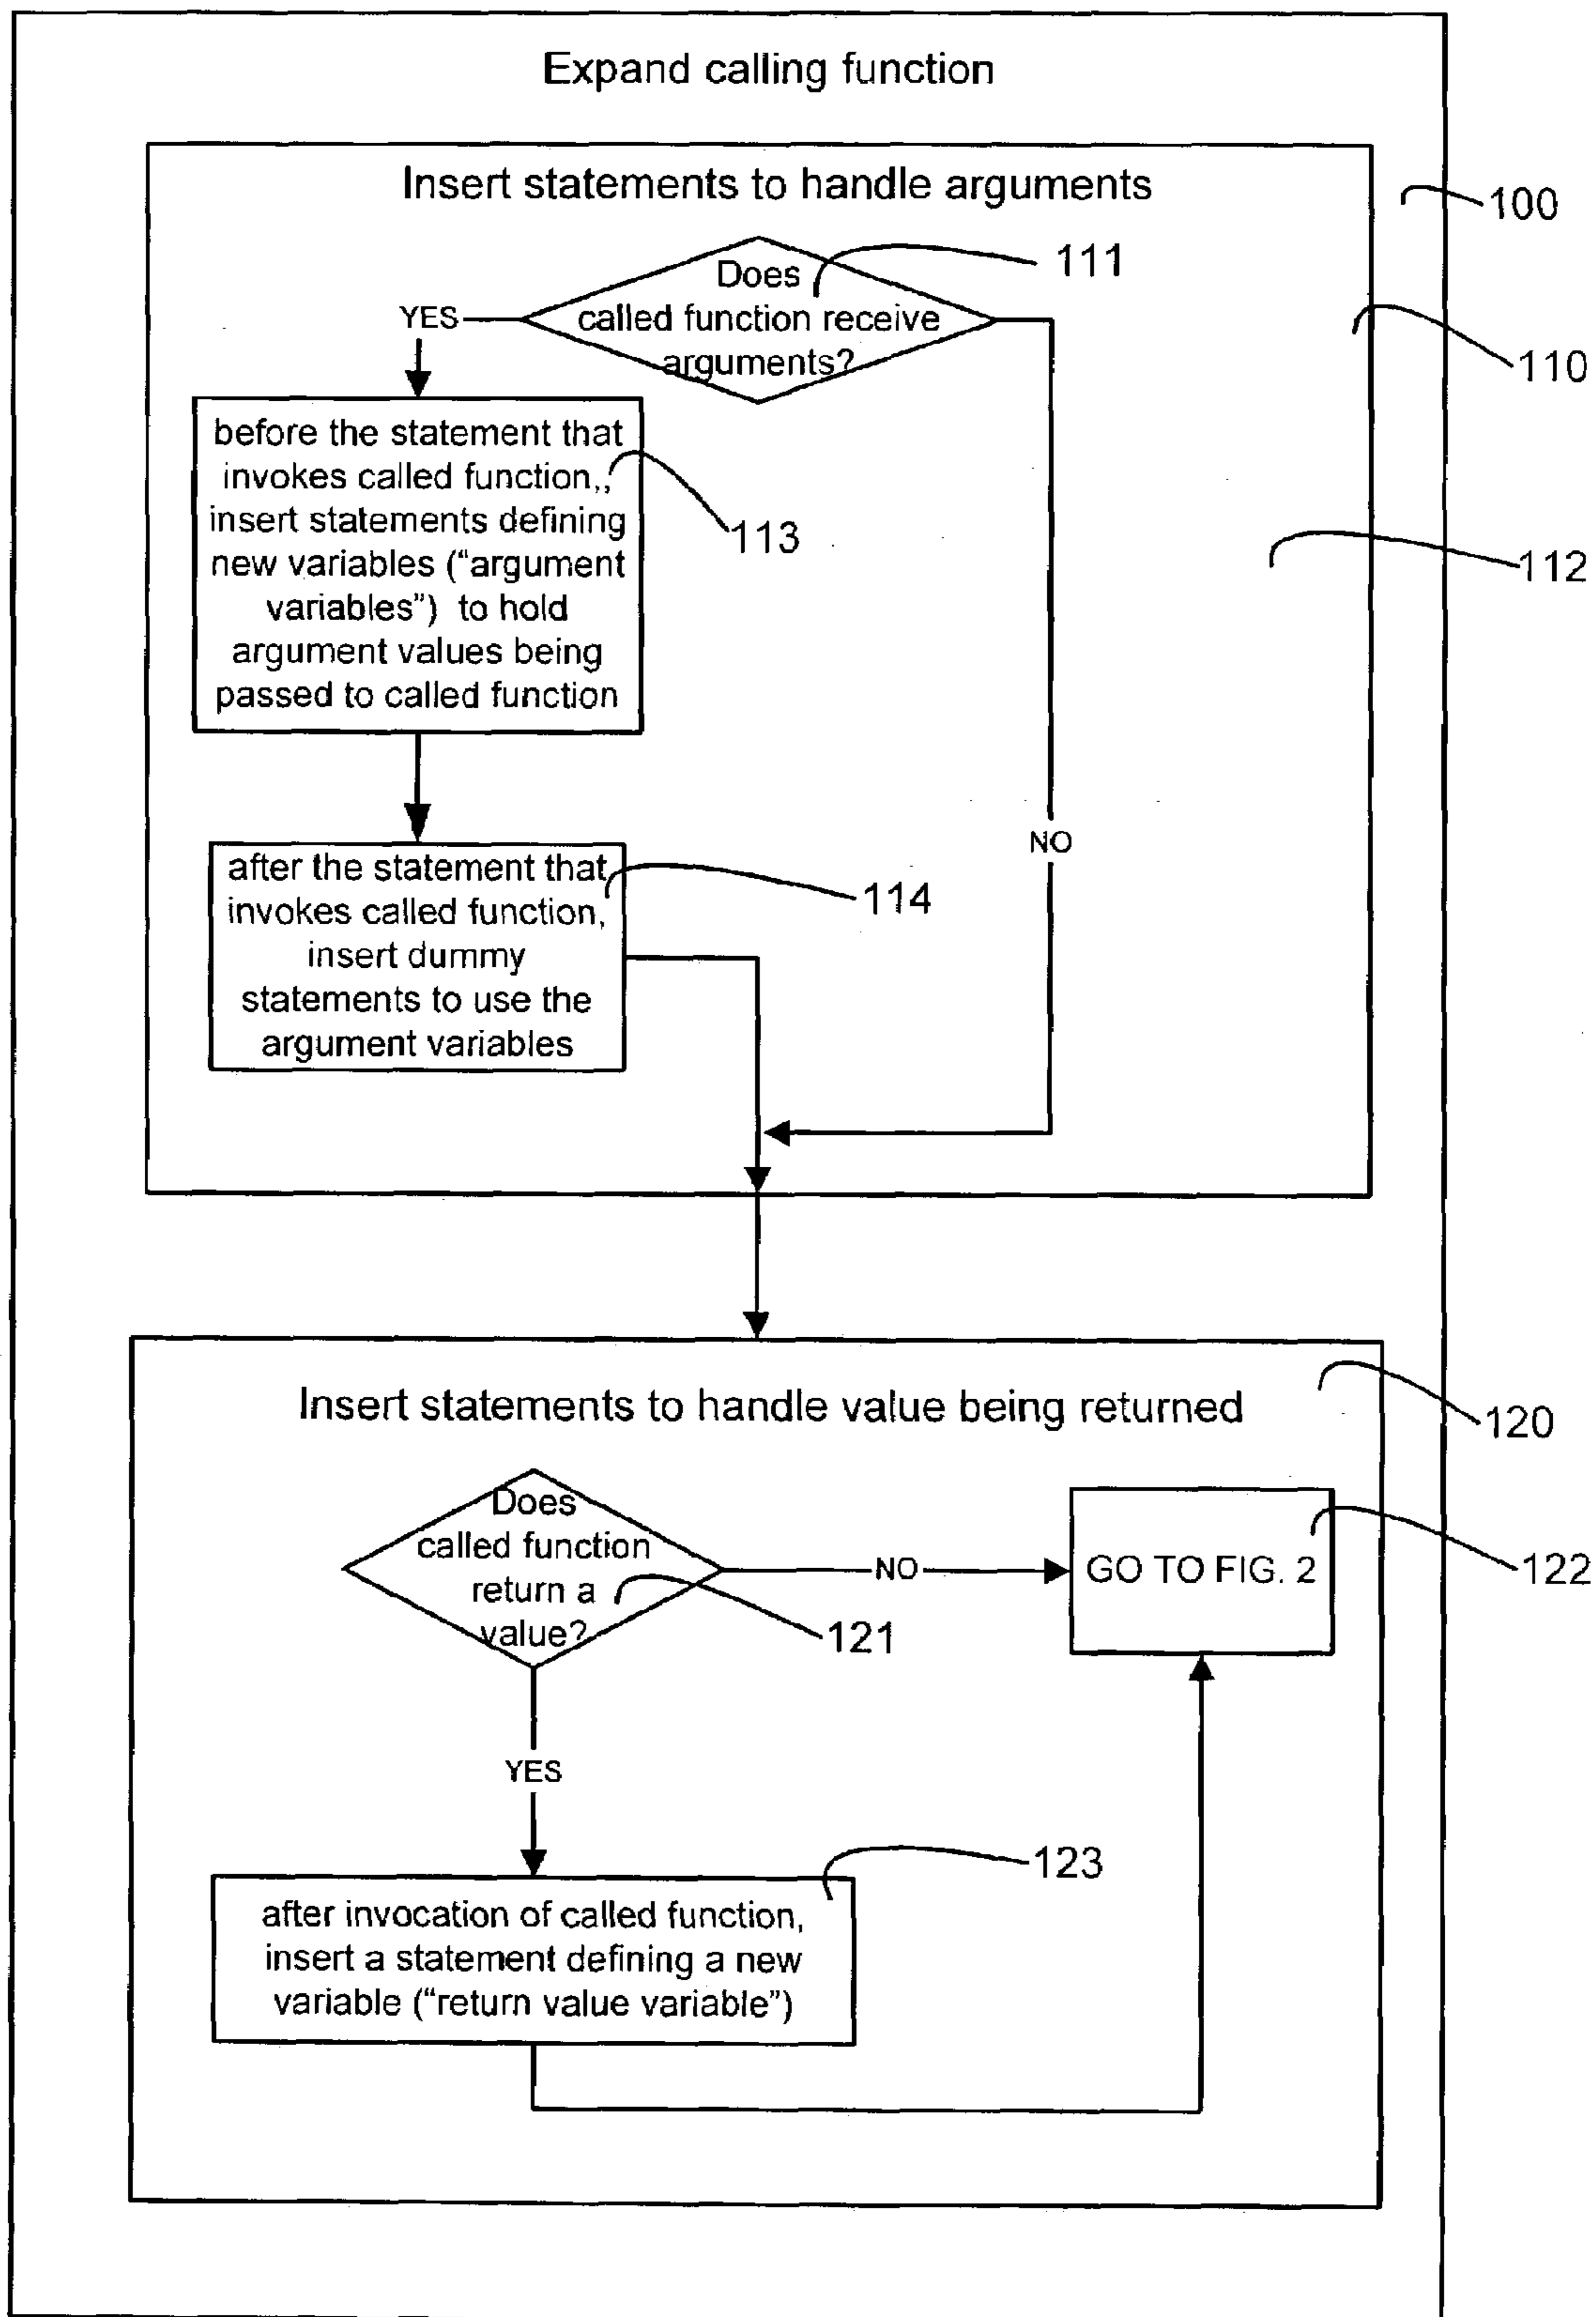 Expand calling function
Insert statements to handle arguments
100
Does
called function receive
arguments?
111
YES
110
before the statement that
invokes called function,,
insert statements defining
new variables (“argument
variables”) to hold
argument values being
passed to called function
113
112
NO
after the statement that
invokes called function,
insert dummy
statements to use the
argument variables
114
Insert statements to handle value being returned
120
Does
called function
return a
value?
121
NO
GO TO FIG. 2
122
YES
123
after invocation of called function,
insert a statement defining a new
variable (“return value variable”)